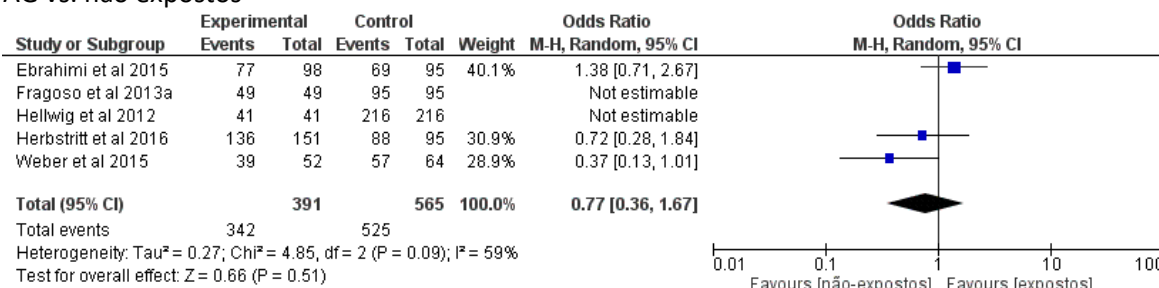 AG vs. não expostos
Experimental Control Odds Ratio Odds Ratio
Study or Subgroup Events Total Events Total Weight M-H, Random, 95% CI M-H, Random, 95% CI
Ebrahimi et al 2015 77 98 69 95 40.1% 1.38 [0.71, 2.67]
Fragoso et al 2013a 49 49 95 95 Not estimable
Hellwig et al 2012 41 41 216 216 Not estimable
Herbstritt et al 2016 136 151 88 95 30.9% 0.72 [0.28, 1.84]
Weber et al 2015 39 52 57 64 28.9% 0.37 [0.13, 1.01]
Total (95% CI) 391 565 100.0% 0.77 [0.36, 1.67]
Total events 342 525
Heterogeneity: Tau² = 0.27; Chi² = 4.85, df = 2 (P = 0.09); I² = 59%
Test for overall effect: Z = 0.66 (P = 0.51)
0.01 0.1 1 10 100
Favours [não-expostos] Favours [expostos]